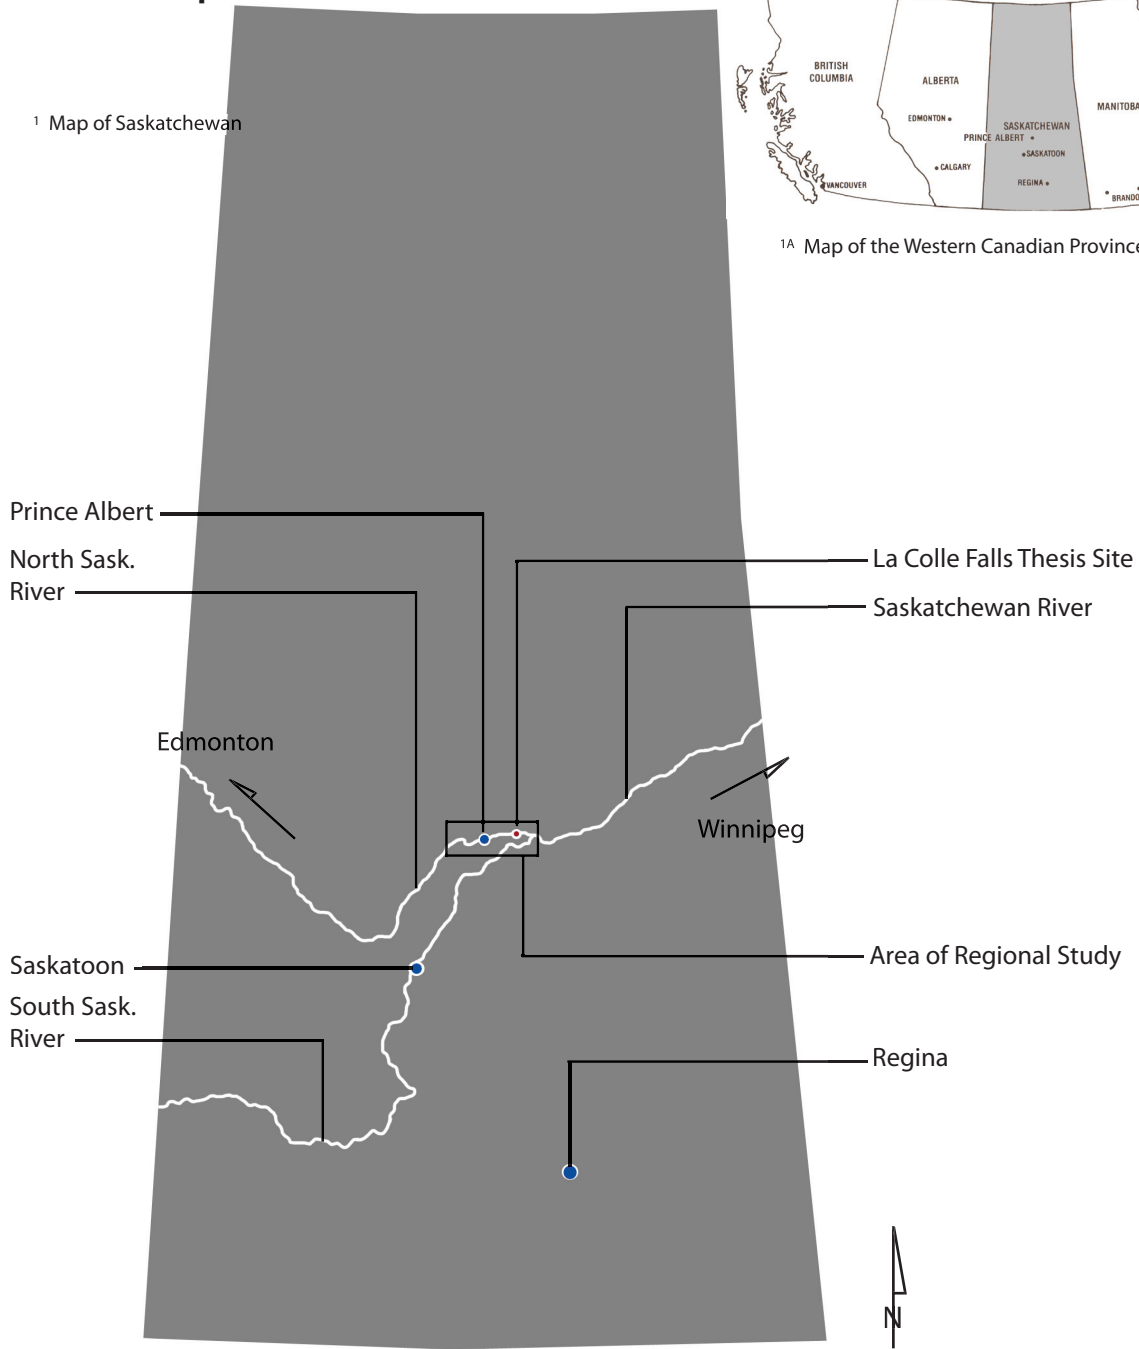 1 Map of Saskatchewan
BRITISH
COLUMBIA
ALBERTA
MANITOBA
EDMONTON
SASKATCHEWAN
PRINCE ALBERT
SASKATOON
CALGARY
REGINA
VANCOUVER
BRANDO
1A Map of the Western Canadian Province
Prince Albert
North Sask.
River
La Colle Falls Thesis Site
Saskatchewan River
Edmonton
Winnipeg
Saskatoon
South Sask.
River
Area of Regional Study
Regina
N